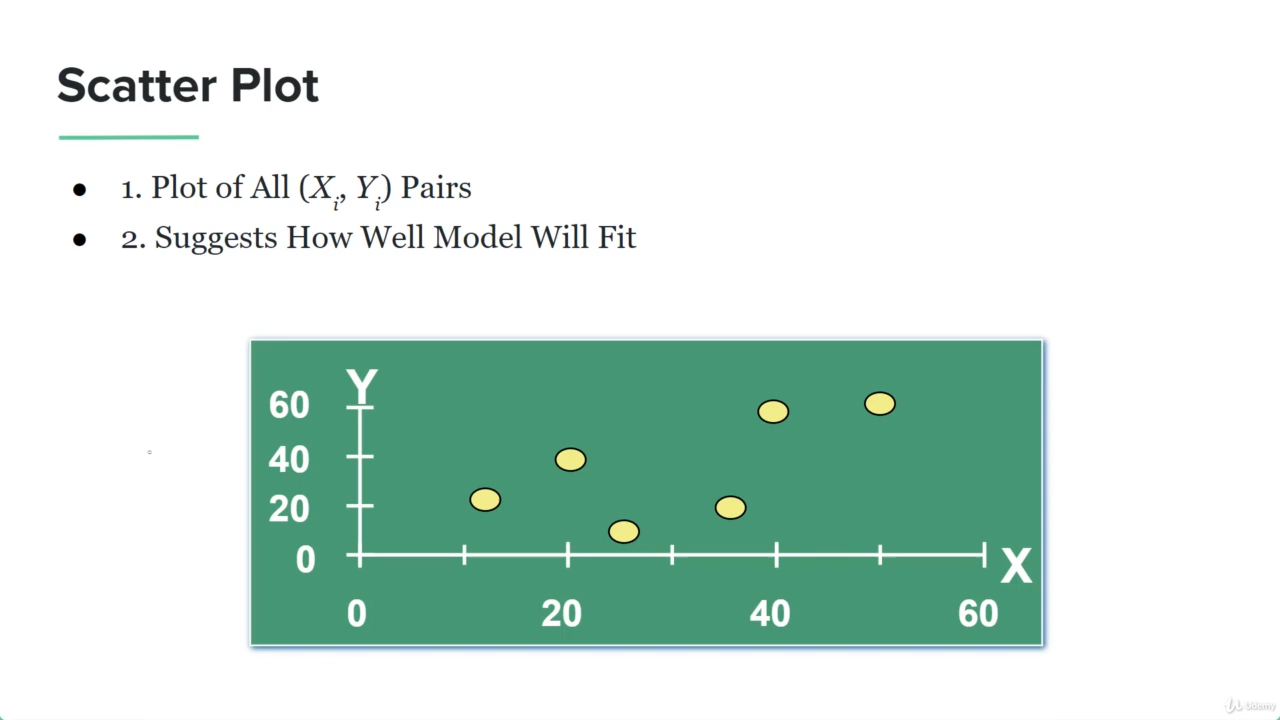 Scatter Plot
● 1. Plot of All (Xi, Yi) Pairs
● 2. Suggests How Well Model Will Fit
Y
60
40
20
0
X
0 20 40 60
Udemy